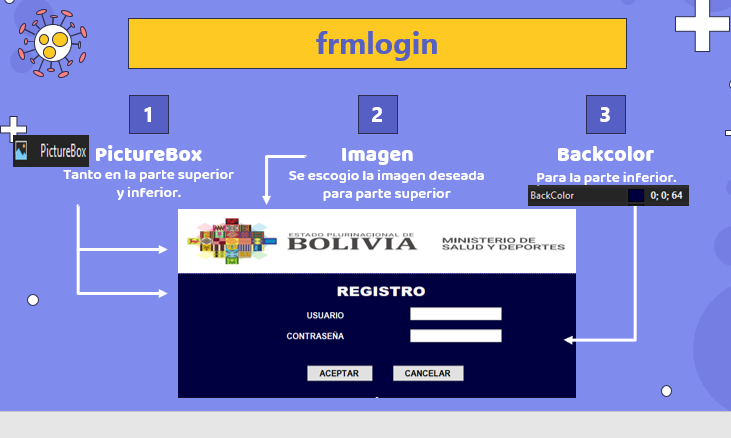 frmlogin
1
PictureBox
PictureBox
Tanto en la parte superior
y inferior.
2
Imagen
Se escogio la imagen deseada
para parte superior
3
Backcolor
Para la parte inferior.
BackColor 0; 0; 64
ESTADO PLURINACIONAL DE
BOLIVIA
MINISTERIO DE
SALUD Y DEPORTES
REGISTRO
USUARIO
CONTRASEÑA
ACEPTAR CANCELAR